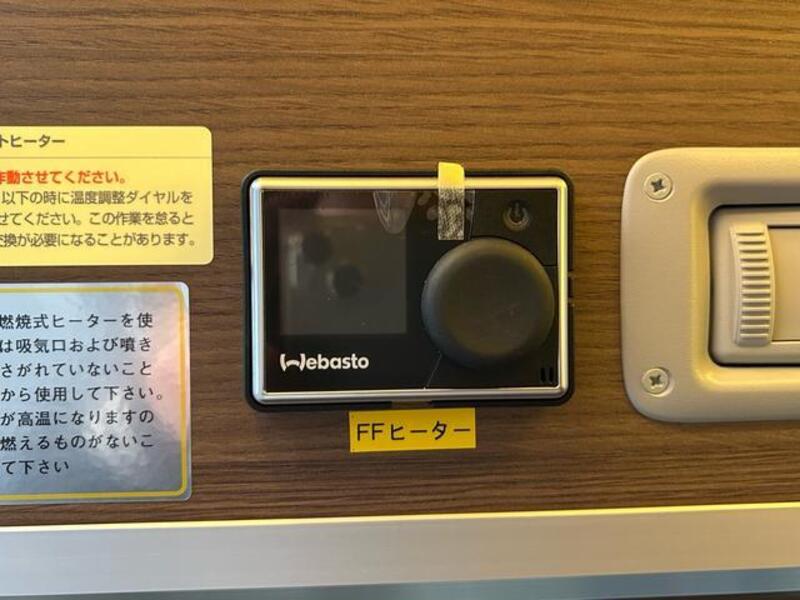 トヒーター
作動させてください。
以下の時に温度調整ダイヤルを
せてください。この作業を怠ると
交換が必要になることがあります。
燃焼式ヒーターを使
は吸気口および噴き
さがれていないこと
から使用して下さい。
が高温になりますの
燃えるものがないこ
て下さい
Webasto
FFヒーター